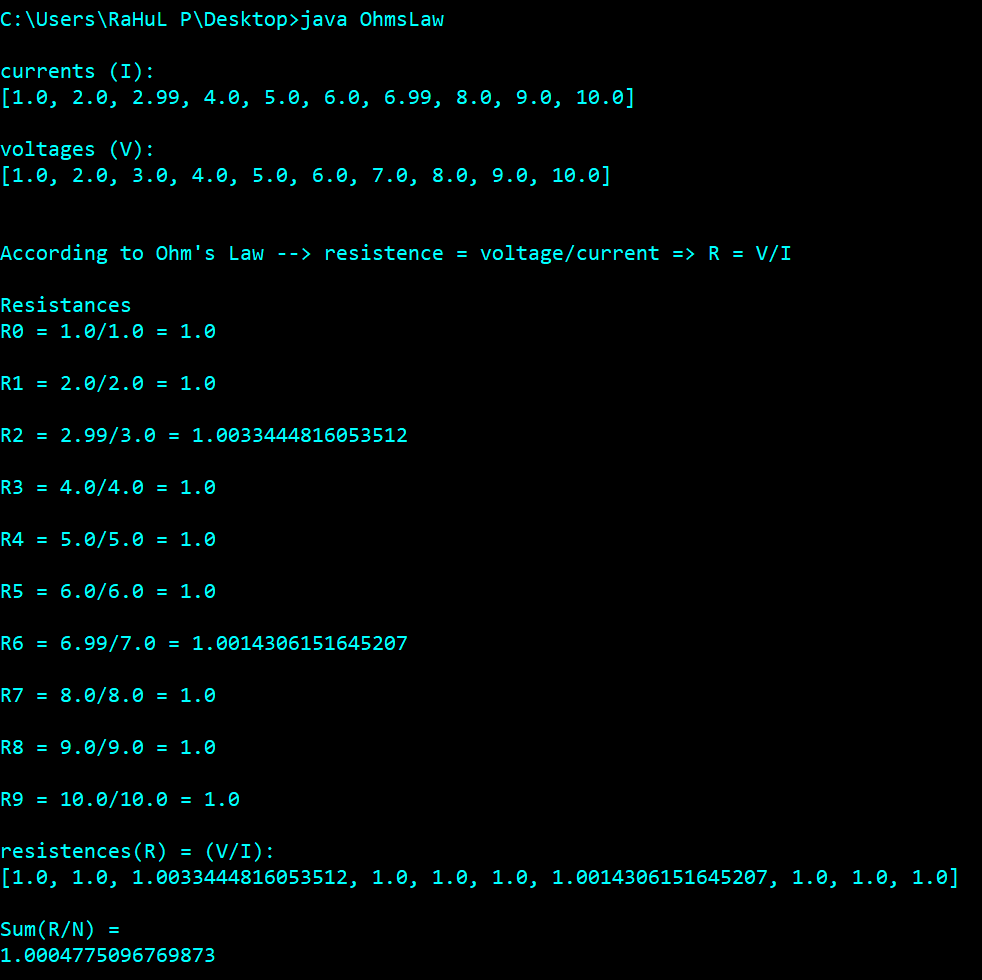 C:\Users\RaHuL P\Desktop>java OhmsLaw
currents (I):
[1.0, 2.0, 2.99, 4.0, 5.0, 6.0, 6.99, 8.0, 9.0, 10.0]
voltages (V):
[1.0, 2.0, 3.0, 4.0, 5.0, 6.0, 7.0, 8.0, 9.0, 10.0]
According to Ohm's Law --> resistence = voltage/current => R = V/I
Resistances
R0 = 1.0/1.0 = 1.0
R1 = 2.0/2.0 = 1.0
R2 = 2.99/3.0 = 1.0033444816053512
R3 = 4.0/4.0 = 1.0
R4 = 5.0/5.0 = 1.0
R5 = 6.0/6.0 = 1.0
R6 = 6.99/7.0 = 1.0014306151645207
R7 = 8.0/8.0 = 1.0
R8 = 9.0/9.0 = 1.0
R9 = 10.0/10.0 = 1.0
resistences(R) = (V/I):
[1.0, 1.0, 1.0033444816053512, 1.0, 1.0, 1.0, 1.0014306151645207, 1.0, 1.0, 1.0]
Sum(R/N) =
1.0004775096769873